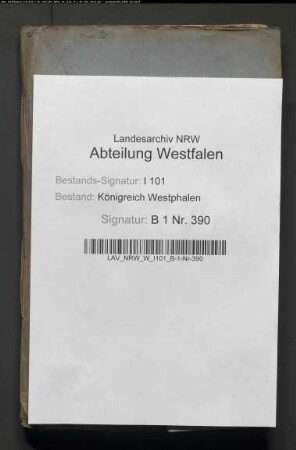 Landesarchiv NRW
Abteilung Westfalen
Bestands-Signatur: I 101
Bestand: Königreich Westphalen
Signatur: B 1 Nr. 390
LAV_NRW_W_I101_B-1-Nr-390